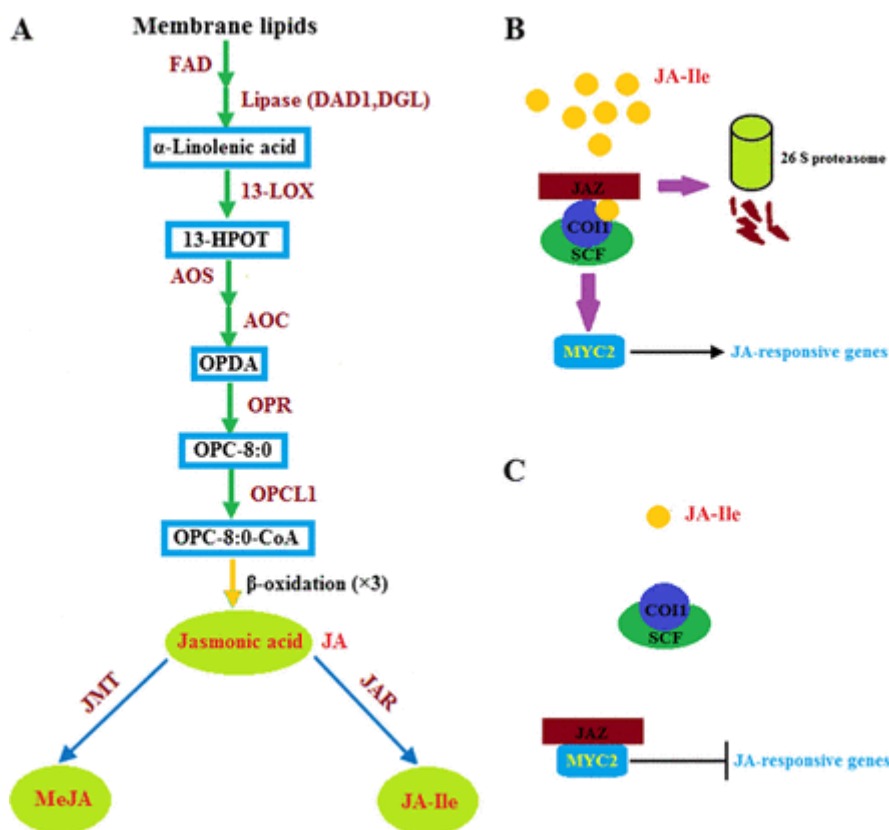 A
Membrane lipids
FAD
Lipase (DAD1,DGL)
α-Linolenic acid
13-LOX
13-HPOT
AOS
AOC
OPDA
OPR
OPC-8:0
OPCL1
OPC-8:0-CoA
β-oxidation (×3)
Jasmonic acid JA
JMT
JAR
MeJA
JA-Ile
B
JA-Ile
26 S proteasome
JAZ
COI1
SCF
MYC2
JA-responsive genes
C
JA-Ile
COI1
SCF
JAZ
MYC2
JA-responsive genes